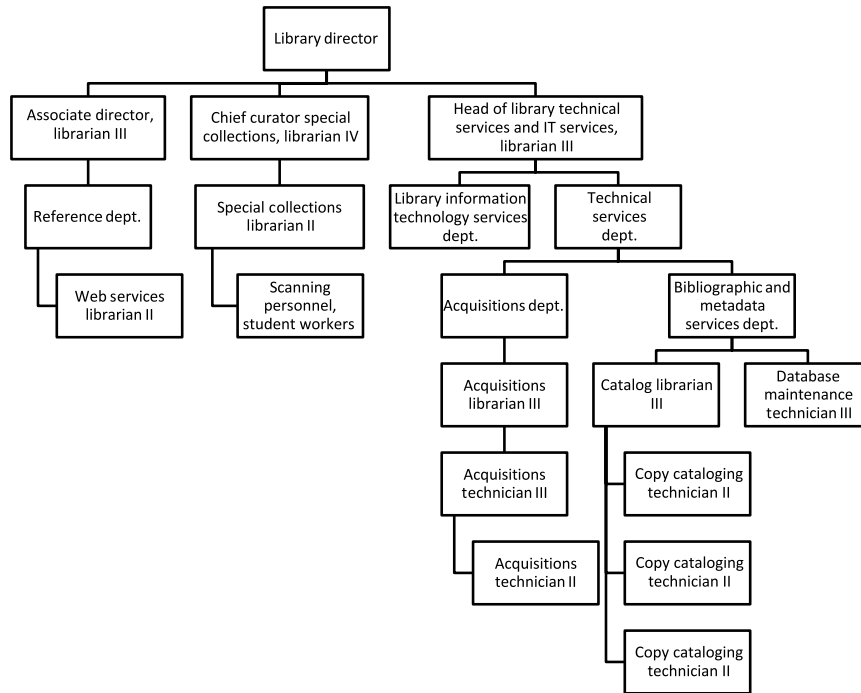 Library director
Associate director,
librarian III
Chief curator special
collections, librarian IV
Head of library technical
services and IT services,
librarian III
Reference dept.
Special collections
librarian II
Library information
technology services
dept.
Technical
services
dept.
Web services
librarian II
Scanning
personnel,
student workers
Acquisitions dept.
Bibliographic and
metadata
services dept.
Acquisitions
librarian III
Catalog librarian
III
Database
maintenance
technician III
Acquisitions
technician III
Copy cataloging
technician II
Acquisitions
technician II
Copy cataloging
technician II
Copy cataloging
technician II